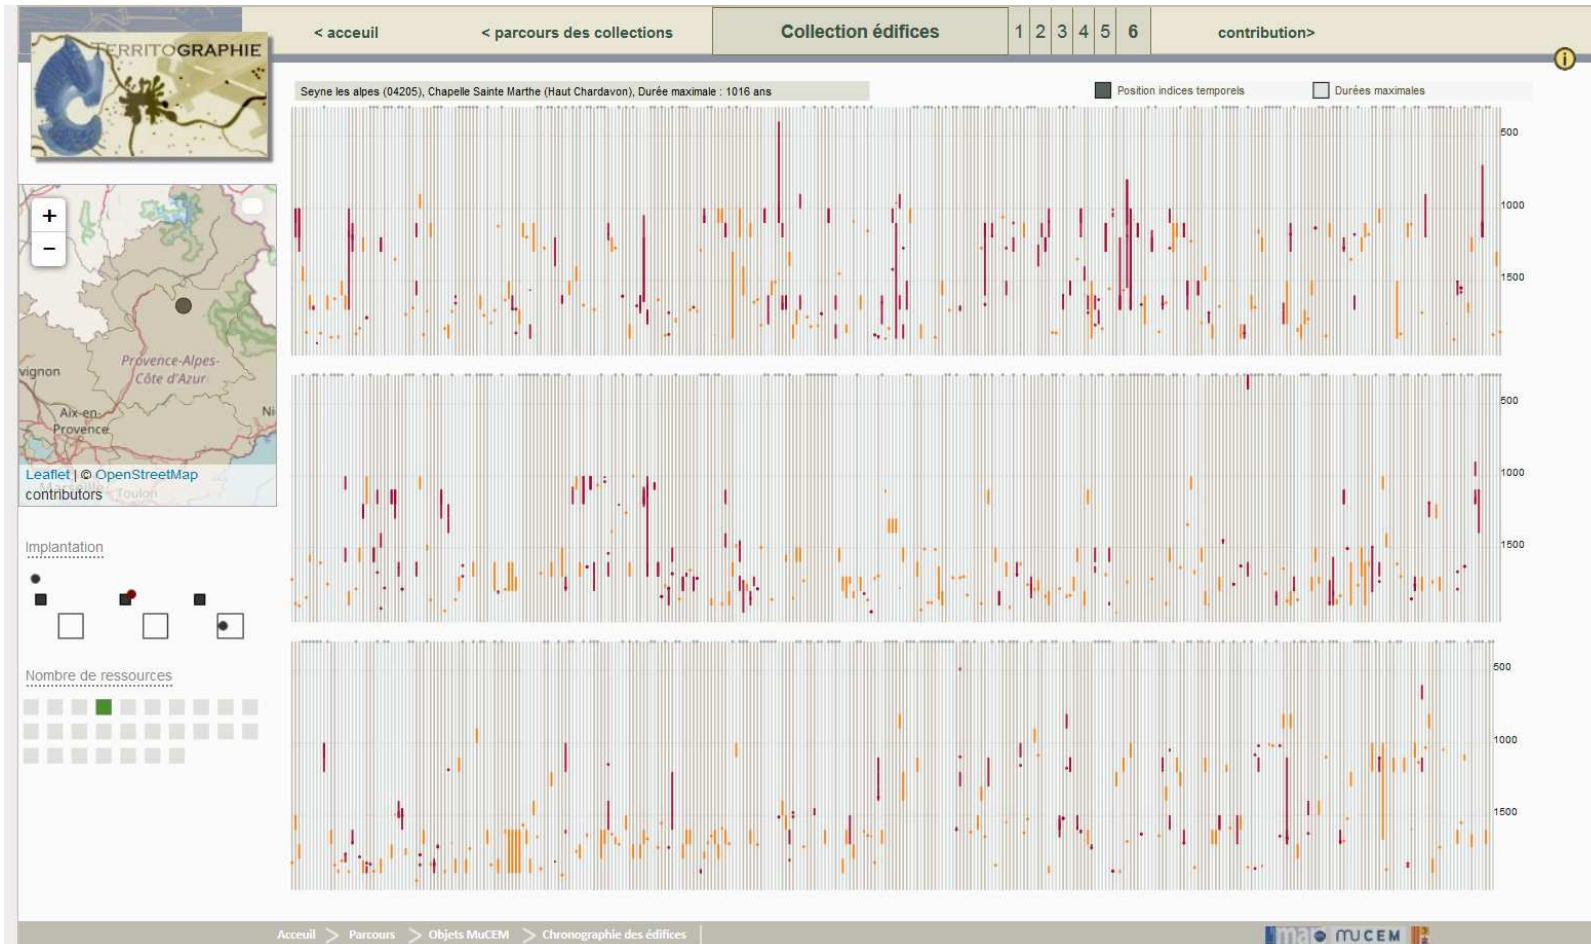 TERRITOGRAPHIE
< acceuil
< parcours des collections
Collection édifices
1 2 3 4 5 6
contribution>
i
Seyne les alpes (04205), Chapelle Sainte Marthe (Haut Chardavon), Durée maximale : 1016 ans
Position indices temporels
Durées maximales
500
1000
1500
500
1000
1500
500
1000
1500
+
−
Provence-Alpes-
Côte d'Azur
vignon
Aix-en-
Provence
Ni
Leaflet | © OpenStreetMap
contributors
Toulon
Implantation
Nombre de ressources
Acceuil
Parcours
Objets MuCEM
Chronographie des édifices
MUCEM